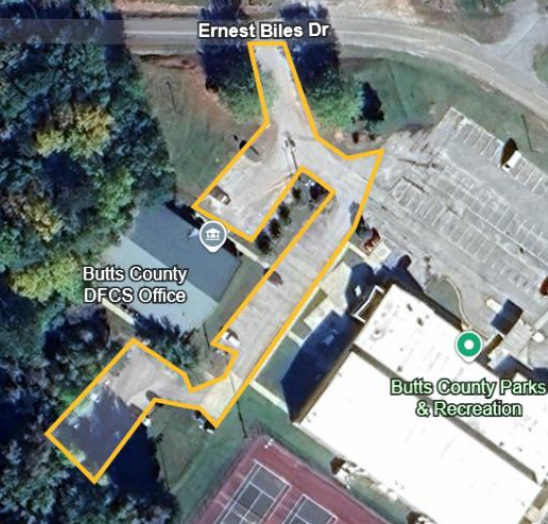 Ernest Biles Dr
Butts County
DFCS Office
Butts County Parks
& Recreation